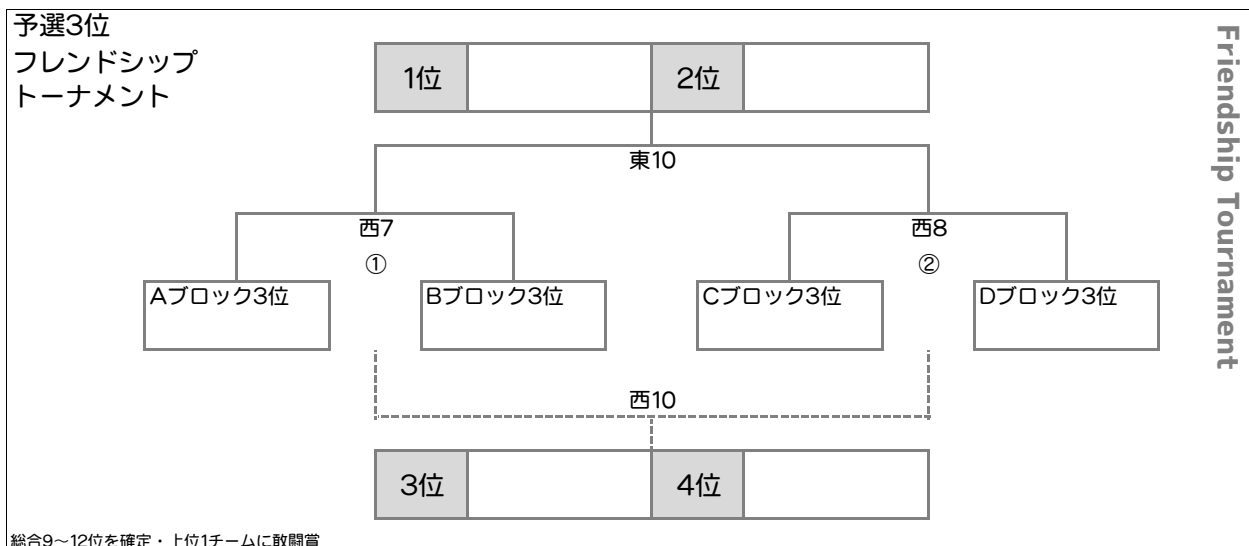 予選3位
フレンドシップ
トーナメント
1位
2位
東10
西7
西8
①
②
Aブロック3位
Bブロック3位
Cブロック3位
Dブロック3位
西10
3位
4位
総合9～12位を確定・上位1チームに敢闘賞
Friendship Tournament